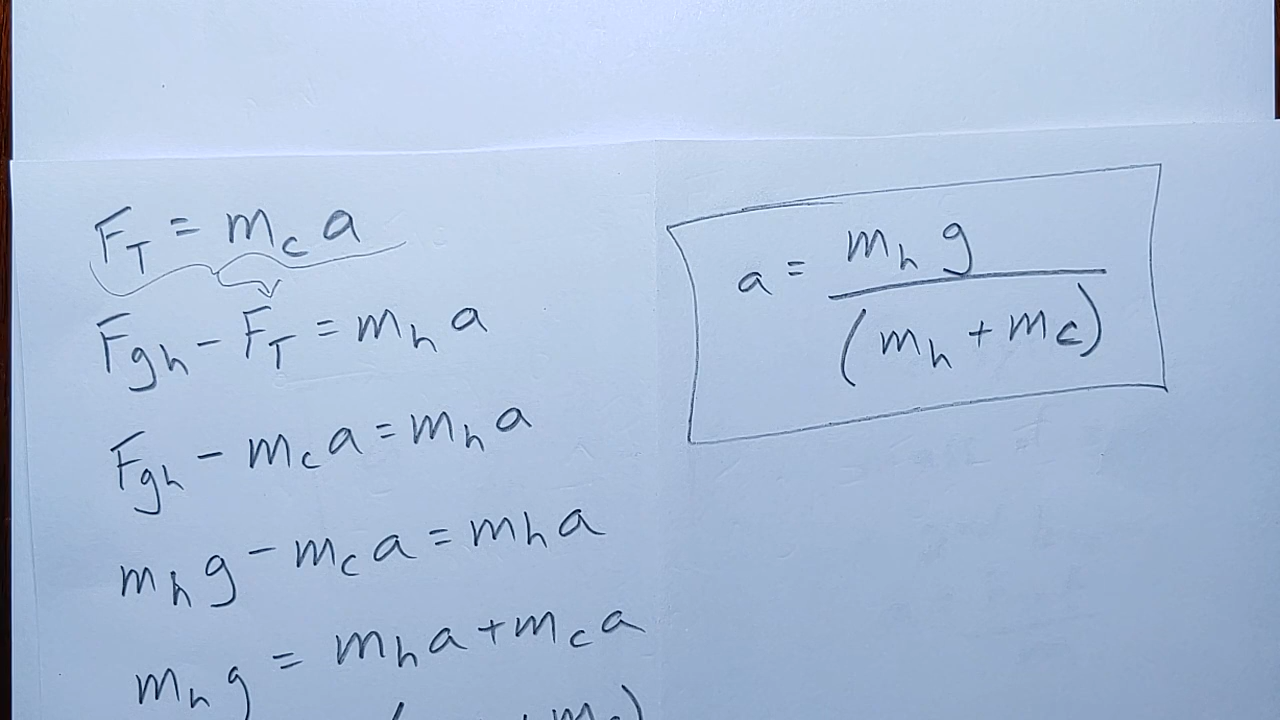 F_T = m_c a
F_gh - F_T = m_h a
F_gh - m_c a = m_h a
m_h g - m_c a = m_h a
m_h g = m_h a + m_c a
a = m_h g
(m_h + m_c)